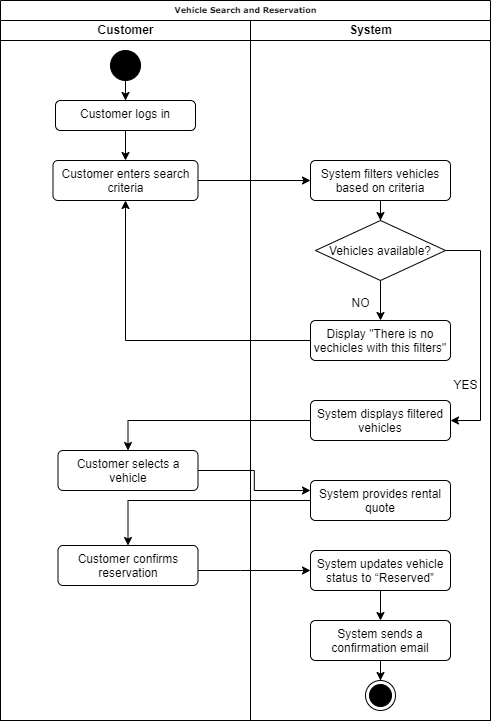 Vehicle Search and Reservation
Customer
System
Customer logs in
Customer enters search
criteria
System filters vehicles
based on criteria
Vehicles available?
NO
Display "There is no
vechicles with this filters"
YES
System displays filtered
vehicles
Customer selects a
vehicle
System provides rental
quote
Customer confirms
reservation
System updates vehicle
status to “Reserved”
System sends a
confirmation email